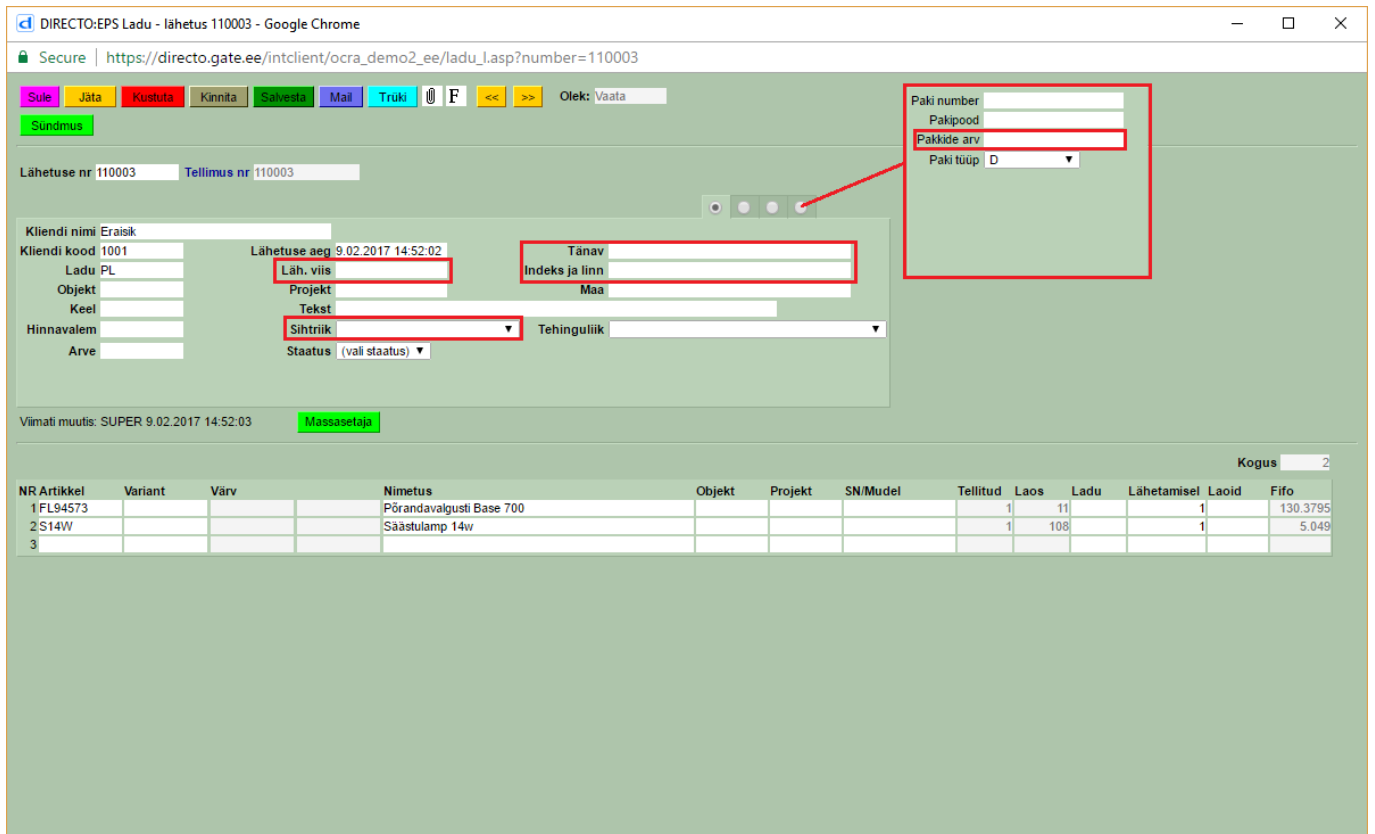 DIRECTO:EPS Ladu - lähetus 110003 - Google Chrome
Secure | https://directo.gate.ee/intclient/ocra_demo2_ee/ladu_l.asp?number=110003
Sule Jäta Kustuta Kinnita Salvesta Mail Trüki F << >> Olek: Vaata
Sündmus
Paki number
Pakipood
Pakkide arv
Paki tüüp D
Lähetuse nr 110003 Tellimus nr 110003
Kliendi nimi Eraisik
Kliendi kood 1001 Lähetuse aeg 9.02.2017 14:52:02 Tänav
Ladu PL Läh. viis Indeks ja linn
Objekt Projekt Maa
Keel Tekst
Hinnavalem Sihtriik Tehinguliik
Arve Staatus (vali staatus)
Viimati muutis: SUPER 9.02.2017 14:52:03 Massasetaja
Kogus 2
NR Artikkel Variant Värv Nimetus Objekt Projekt SN/Mudel Tellitud Laos Ladu Lähetamisel Laoid Fifo
1 FL94573 Põrandavalgusti Base 700 1 11 1 130.3795
2 S14W Säästulamp 14w 1 108 1 5.049
3